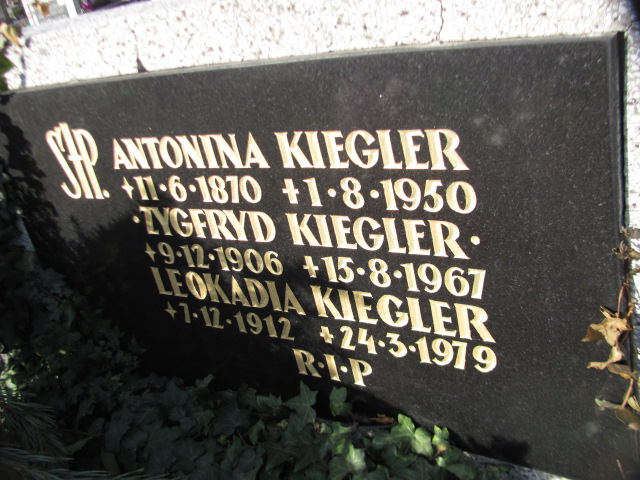 Ś†P. ANTONINA KIEGLER
*11·6·1870 +1·8·1950
·ZYGFRYD KIEGLER·
*9·12·1906 +15·8·1967
LEOKADIA KIEGLER
*7·12·1912 +24·3·1979
R·I·P